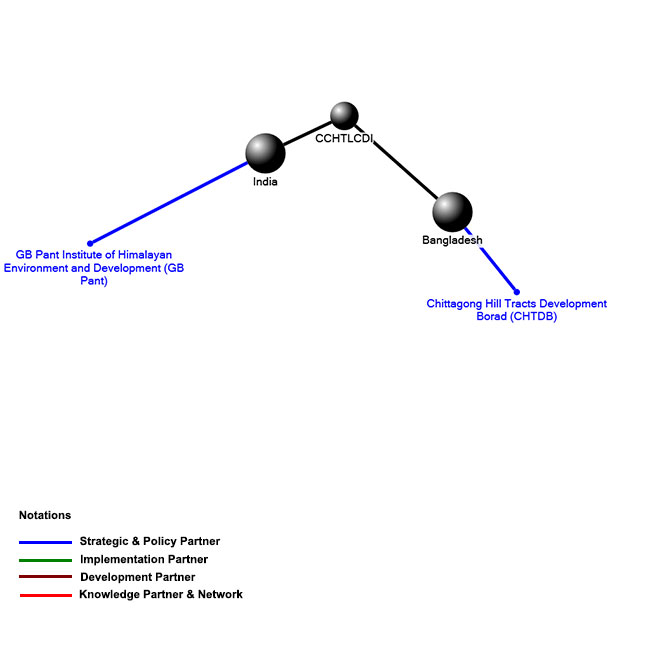 CCHTLCDI
India
Bangladesh
GB Pant Institute of Himalayan
Environment and Development (GB
Pant)
Chittagong Hill Tracts Development
Borad (CHTDB)
Notations
Strategic & Policy Partner
Implementation Partner
Development Partner
Knowledge Partner & Network